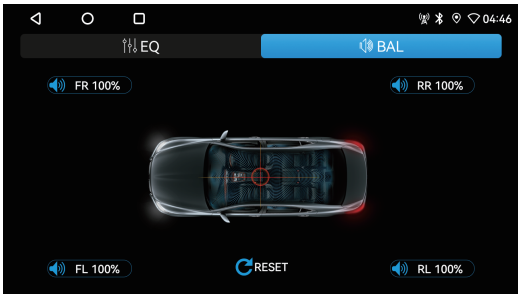 04:46
EQ
BAL
FR 100%
RR 100%
FL 100%
RESET
RL 100%